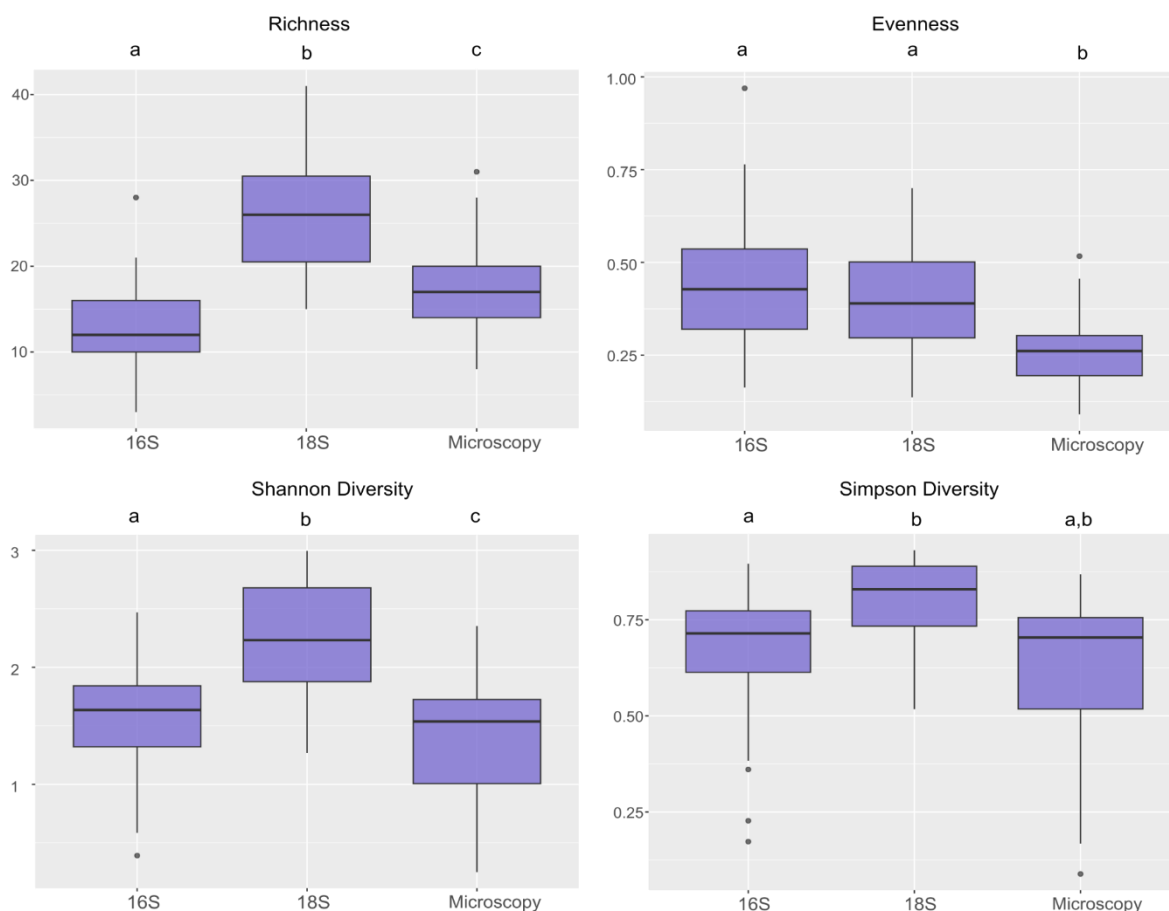 Richness
a b c
40
30
20
10
16S 18S Microscopy
Evenness
a a b
1.00
0.75
0.50
0.25
16S 18S Microscopy
Shannon Diversity
a b c
3
2
1
16S 18S Microscopy
Simpson Diversity
a b a,b
0.75
0.50
0.25
16S 18S Microscopy